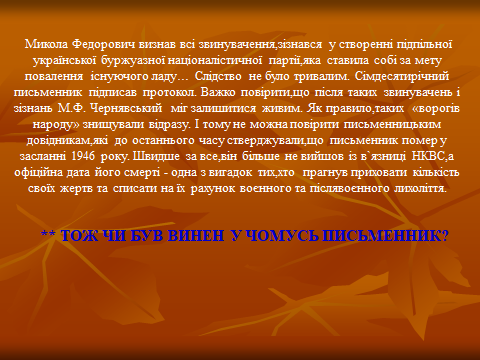 Микола Федорович визнав всі звинувачення,зізнався у створенні підпільної
української буржуазної націоналістичної партії,яка ставила собі за мету
повалення існуючого ладу… Слідство не було тривалим. Сімдесятирічний
письменник підписав протокол. Важко повірити,що після таких звинувачень і
зізнань М.Ф. Чернявський міг залишитися живим. Як правило,таких «ворогів
народу» знищували відразу. І тому не можна повірити письменницьким
довідникам,які до останнього часу стверджували,що письменник помер у
засланні 1946 року. Швидше за все,він більше не вийшов із в`язниці НКВС,а
офіційна дата його смерті - одна з вигадок тих,хто прагнув приховати кількість
своїх жертв та списати на їх рахунок воєнного та післявоєнного лихоліття.
** ТОЖ ЧИ БУВ ВИНЕН У ЧОМУСЬ ПИСЬМЕННИК?